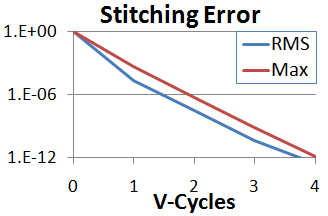 Stitching Error
1.E+00
RMS
Max
1.E-06
1.E-12
0 1 2 3 4
V-Cycles